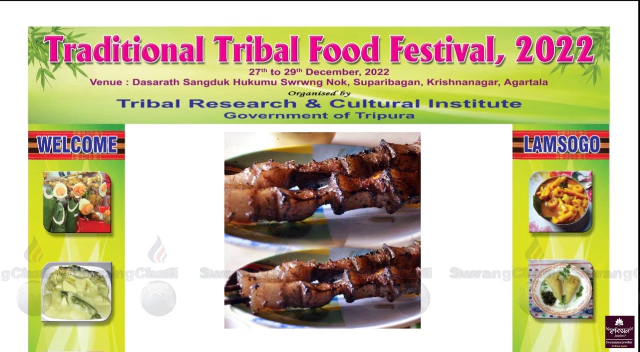 Traditional Tribal Food Festival, 2022
27th to 29th December, 2022
Venue : Dasarath Sangduk Hukumu Swrwng Nok, Suparibagan, Krishnanagar, Agartala
Organised by
Tribal Research & Cultural Institute
Government of Tripura
WELCOME
LAMSOGO